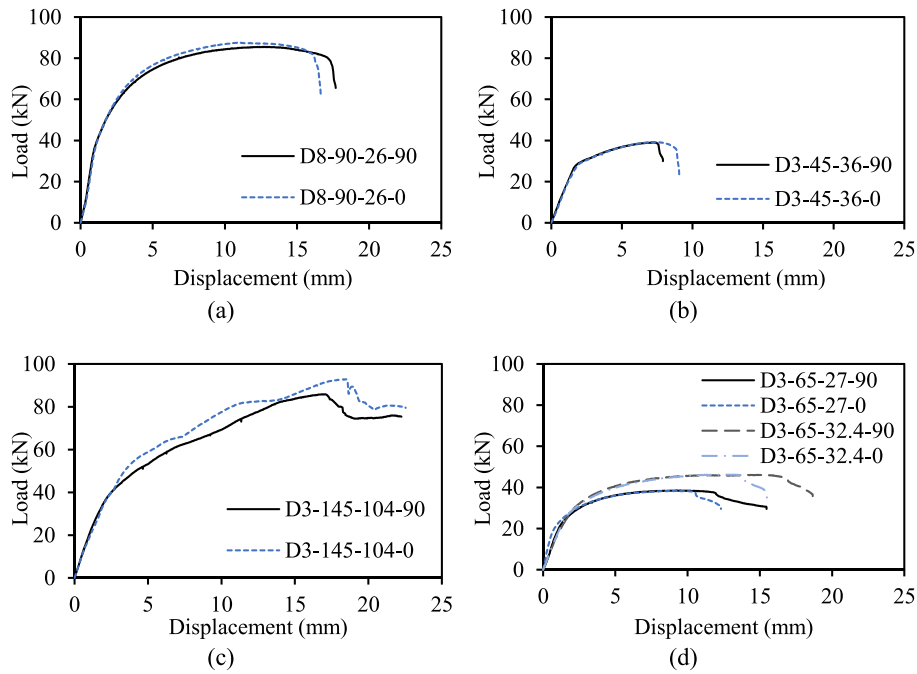 100
80
60
40
20
0
Load (kN)
D8-90-26-90
D8-90-26-0
0 5 10 15 20 25
Displacement (mm)
(a)
100
80
60
40
20
0
Load (kN)
D3-45-36-90
D3-45-36-0
0 5 10 15 20 25
Displacement (mm)
(b)
100
80
60
40
20
0
Load (kN)
D3-145-104-90
D3-145-104-0
0 5 10 15 20 25
Displacement (mm)
(c)
100
80
60
40
20
0
Load (kN)
D3-65-27-90
D3-65-27-0
D3-65-32.4-90
D3-65-32.4-0
0 5 10 15 20 25
Displacement (mm)
(d)